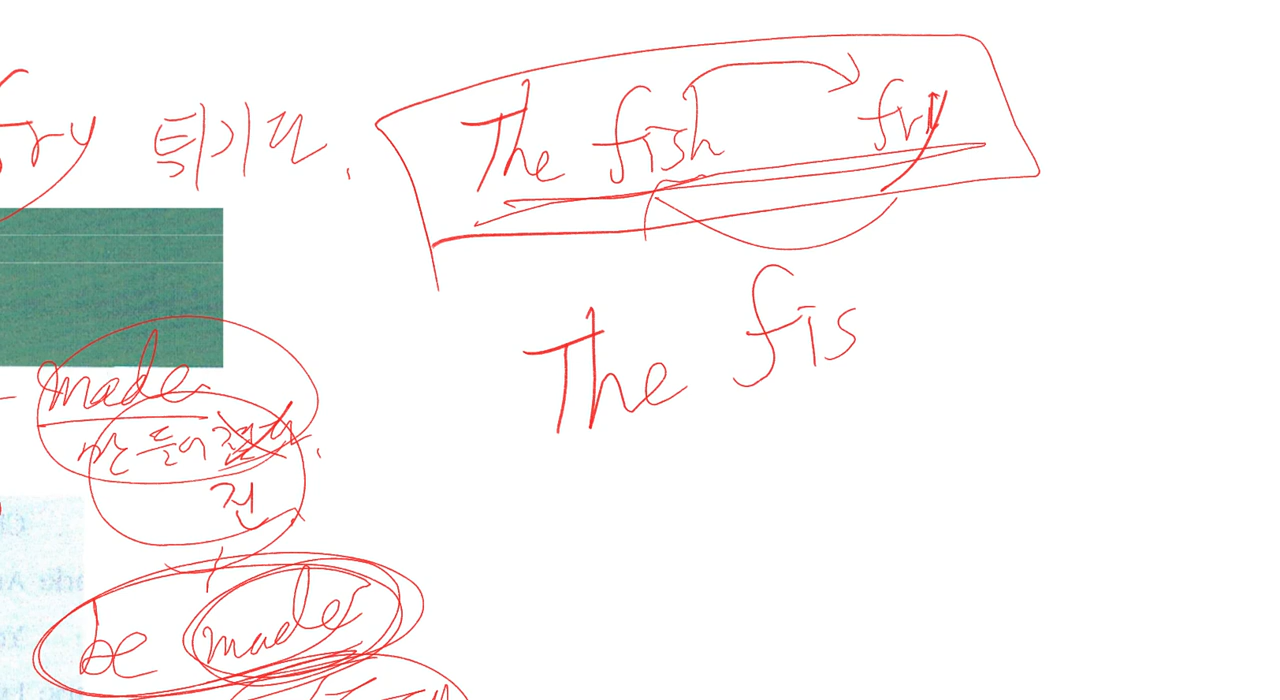 fry 튀기다.
The fish fry
The fis
made
만들어진
be made